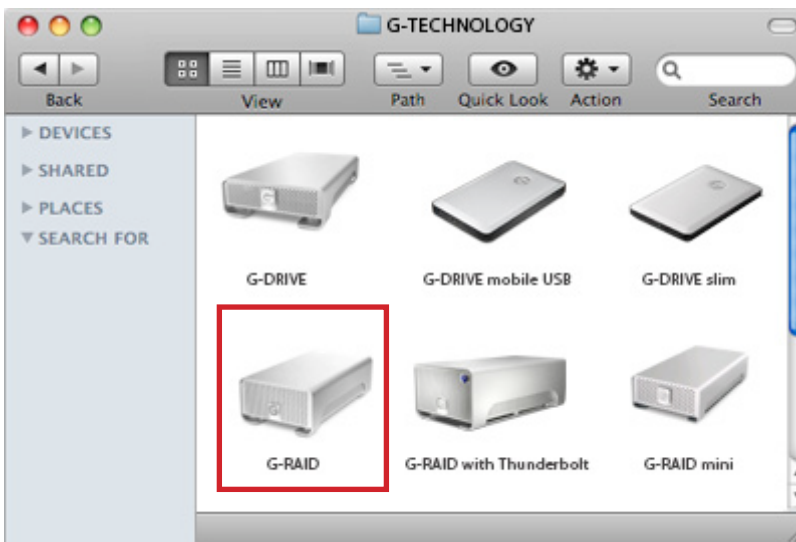 G-TECHNOLOGY
Back View Path Quick Look Action Search
DEVICES
SHARED
PLACES
SEARCH FOR
G-DRIVE G-DRIVE mobile USB G-DRIVE slim
G-RAID G-RAID with Thunderbolt G-RAID mini